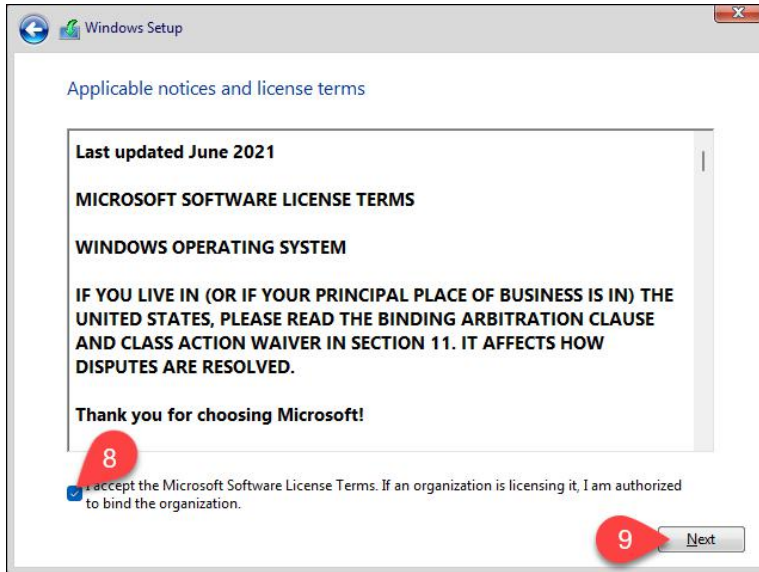 Windows Setup
Applicable notices and license terms
Last updated June 2021
MICROSOFT SOFTWARE LICENSE TERMS
WINDOWS OPERATING SYSTEM
IF YOU LIVE IN (OR IF YOUR PRINCIPAL PLACE OF BUSINESS IS IN) THE
UNITED STATES, PLEASE READ THE BINDING ARBITRATION CLAUSE
AND CLASS ACTION WAIVER IN SECTION 11. IT AFFECTS HOW
DISPUTES ARE RESOLVED.
Thank you for choosing Microsoft!
8
I accept the Microsoft Software License Terms. If an organization is licensing it, I am authorized
to bind the organization.
9
Next